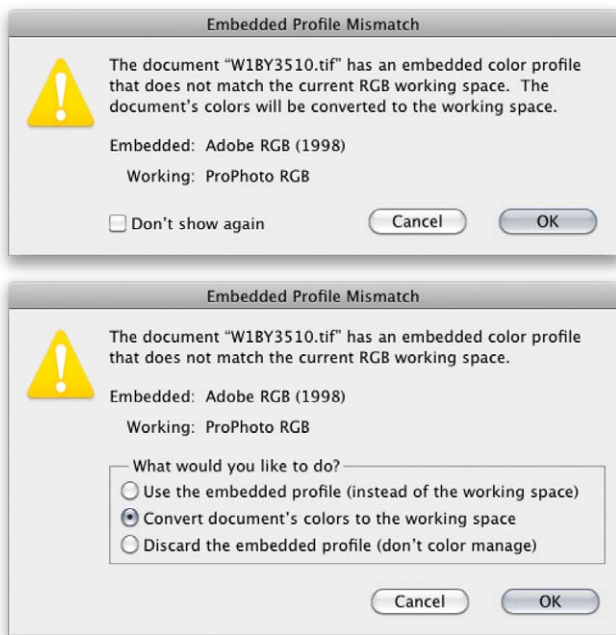 Embedded Profile Mismatch
The document “W1BY3510.tif” has an embedded color profile
that does not match the current RGB working space.  The
document’s colors will be converted to the working space.
Embedded: Adobe RGB (1998)
Working: ProPhoto RGB
Don’t show again
Cancel
OK
Embedded Profile Mismatch
The document “W1BY3510.tif” has an embedded color profile
that does not match the current RGB working space.
Embedded: Adobe RGB (1998)
Working: ProPhoto RGB
What would you like to do?
Use the embedded profile (instead of the working space)
Convert document’s colors to the working space
Discard the embedded profile (don’t color manage)
Cancel
OK